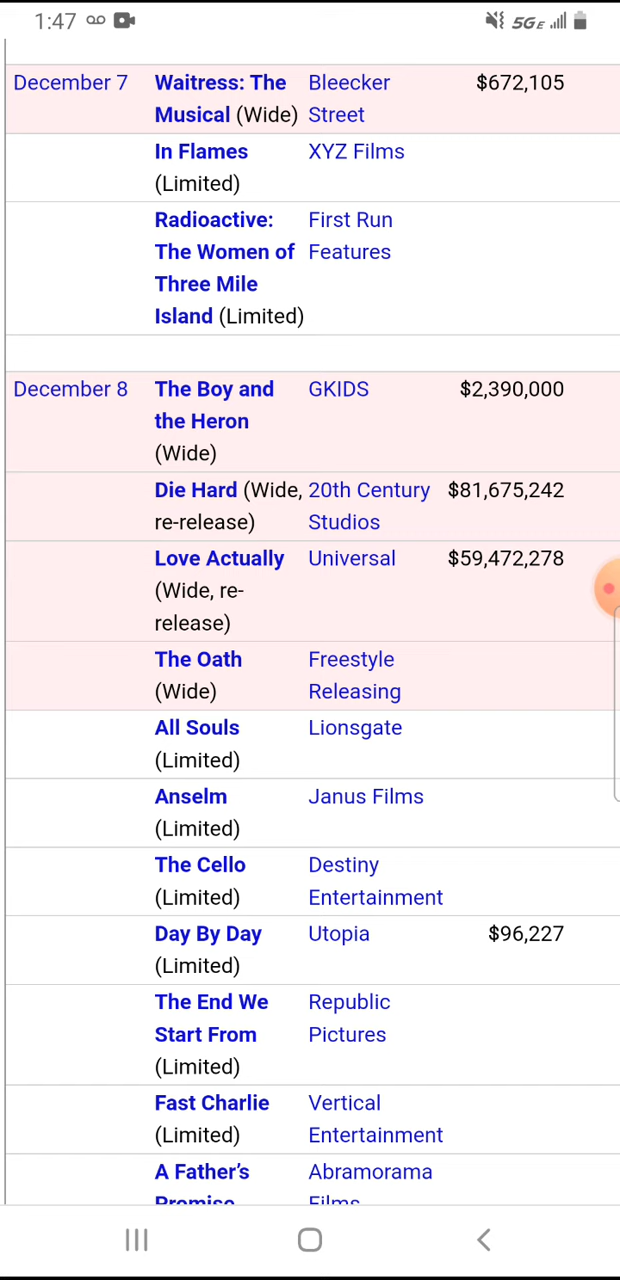 1:47
5GE
December 7 Waitress: The Bleecker $672,105
Musical (Wide) Street
In Flames XYZ Films
(Limited)
Radioactive: First Run
The Women of Features
Three Mile
Island (Limited)
December 8 The Boy and GKIDS $2,390,000
the Heron
(Wide)
Die Hard (Wide, 20th Century $81,675,242
re-release) Studios
Love Actually Universal $59,472,278
(Wide, re-
release)
The Oath Freestyle
(Wide) Releasing
All Souls Lionsgate
(Limited)
Anselm Janus Films
(Limited)
The Cello Destiny
(Limited) Entertainment
Day By Day Utopia $96,227
(Limited)
The End We Republic
Start From Pictures
(Limited)
Fast Charlie Vertical
(Limited) Entertainment
A Father’s Abramorama
Promise Films